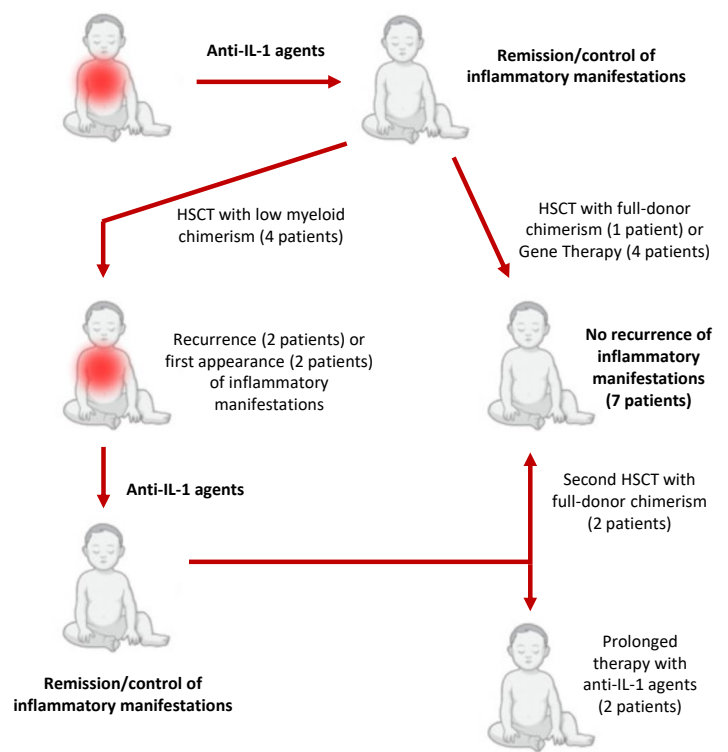 Anti-IL-1 agents
Remission/control of
inflammatory manifestations
HSCT with low myeloid
chimerism (4 patients)
HSCT with full-donor
chimerism (1 patient) or
Gene Therapy (4 patients)
Recurrence (2 patients) or
first appearance (2 patients)
of inflammatory
manifestations
No recurrence of
inflammatory
manifestations
(7 patients)
Anti-IL-1 agents
Second HSCT with
full-donor chimerism
(2 patients)
Remission/control of
inflammatory manifestations
Prolonged
therapy with
anti-IL-1 agents
(2 patients)